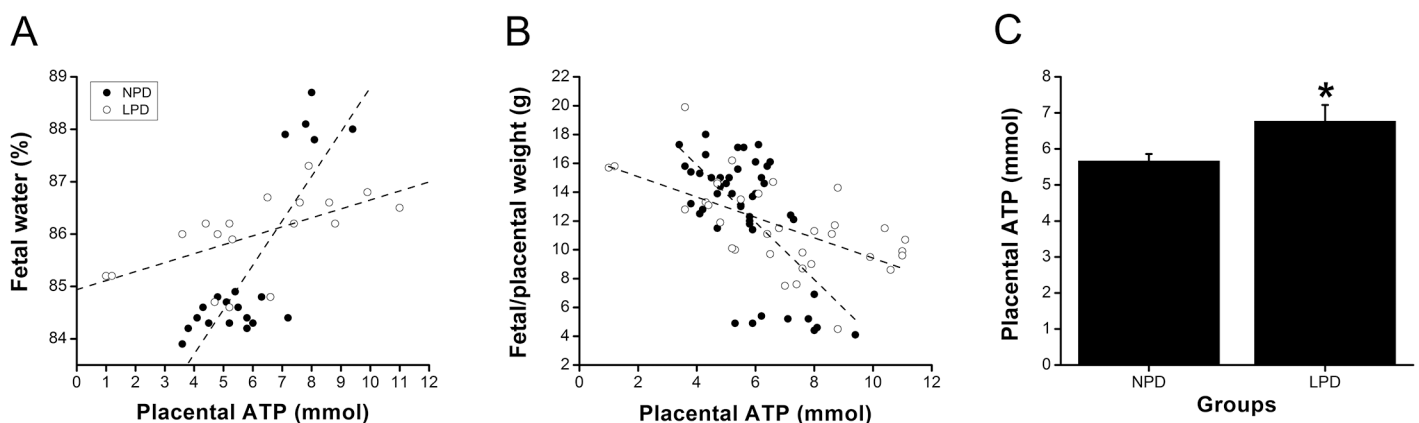 A
B
C
Fetal water (%)
89
88
87
86
85
84
NPD
LPD
0 1 2 3 4 5 6 7 8 9 10 11 12
Placental ATP (mmol)
Fetal/placental weight (g)
22
20
18
16
14
12
10
8
6
4
2
0 2 4 6 8 10 12
Placental ATP (mmol)
Placental ATP (mmol)
8
7
6
5
4
3
2
1
0
*
NPD LPD
Groups